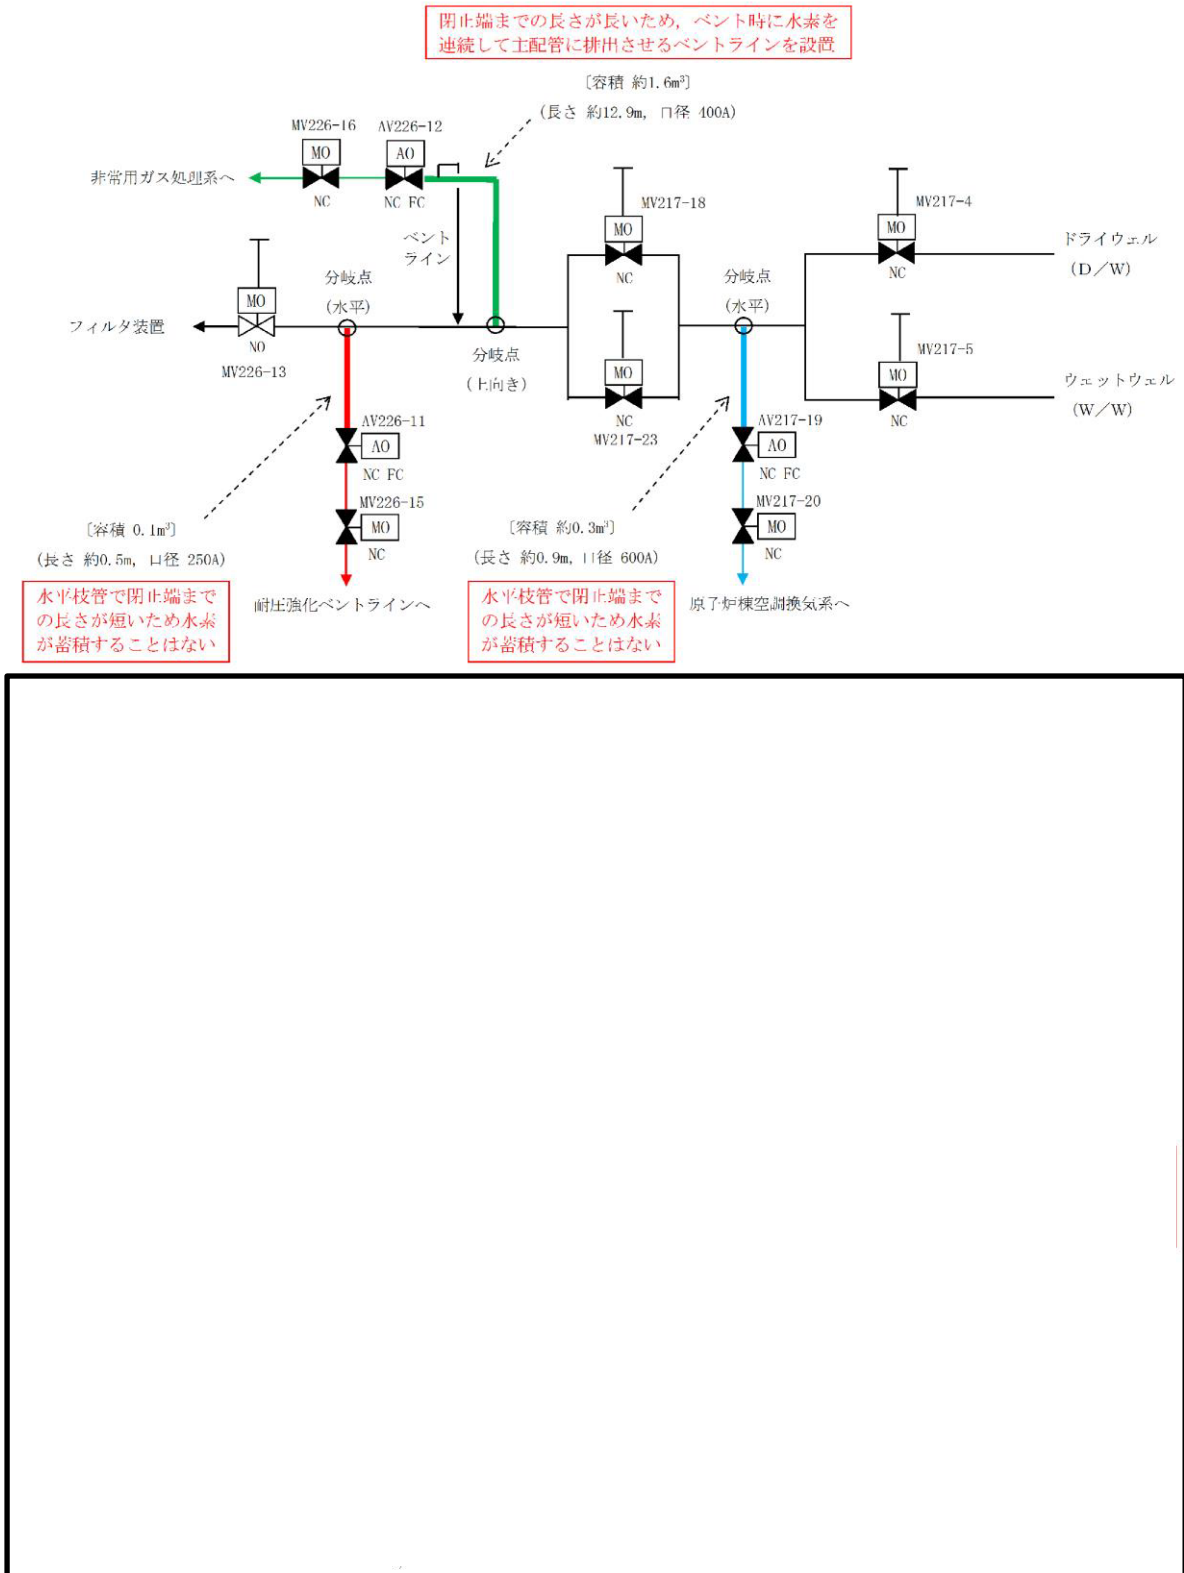 閉止端までの長さが長いため，ベント時に水素を
連続して主配管に排出させるベントラインを設置
〔容積 約1.6m³〕
(長さ 約12.9m, 口径 400A)
MV226-16
AV226-12
MO
AO
非常用ガス処理系へ
NC
NC FC
MV217-18
MO
NC
MV217-4
MO
NC
ドライウェル
（D／W）
ベント
ライン
分岐点
(水平)
分岐点
(水平)
MO
フィルタ装置
NO
MV226-13
分岐点
(上向き)
MO
NC
MV217-23
MV217-5
MO
NC
ウェットウェル
（W／W）
AV226-11
AO
NC FC
AV217-19
AO
NC FC
MV226-15
MO
NC
MV217-20
MO
NC
〔容積 0.1m³〕
(長さ 約0.5m, 口径 250A)
〔容積 約0.3m³〕
(長さ 約0.9m, 口径 600A)
水平枝管で閉止端まで
の長さが短いため水素
が蓄積することはない
耐圧強化ベントラインへ
水平枝管で閉止端まで
の長さが短いため水素
が蓄積することはない
原子炉棟空調換気系へ